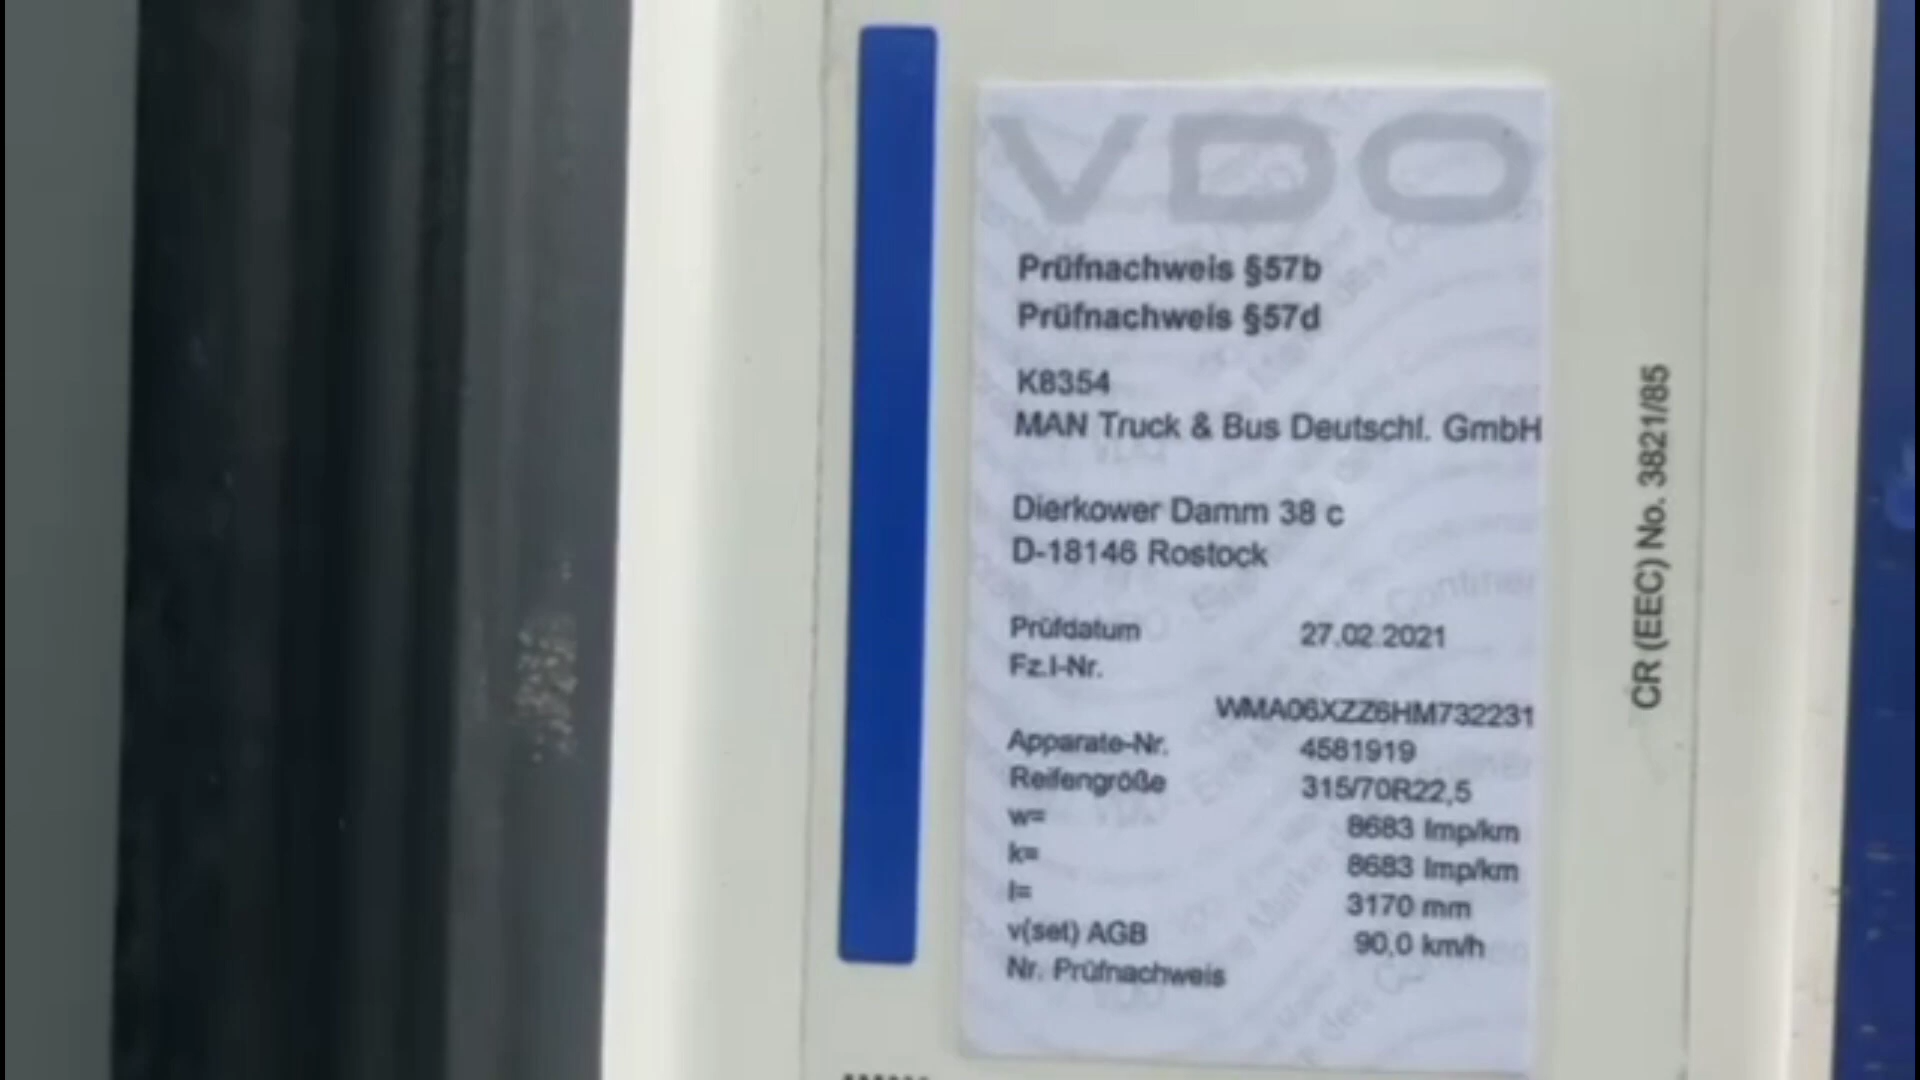 VDO
Prüfnachweis §57b
Prüfnachweis §57d
K8354
MAN Truck & Bus Deutschl. GmbH
Dierkower Damm 38 c
D-18146 Rostock
Prüfdatum 27.02.2021
Fz.I-Nr.
WMA06XZZ6HM732231
Apparate-Nr. 4581919
Reifengröße 315/70R22,5
w= 8683 Imp/km
k= 8683 Imp/km
l= 3170 mm
v(set) AGB 90,0 km/h
Nr. Prüfnachweis
CR (EEC) No. 3821/85